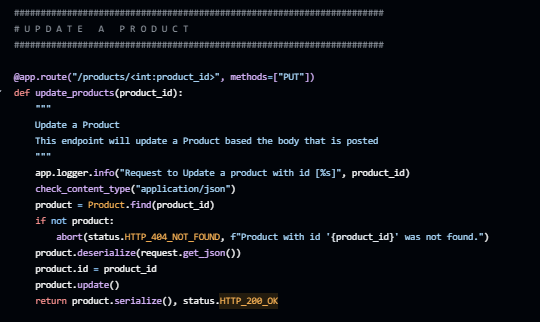 ######################################################################
# U P D A T E   A   P R O D U C T
######################################################################
@app.route("/products/<int:product_id>", methods=["PUT"])
def update_products(product_id):
    """
    Update a Product
    This endpoint will update a Product based the body that is posted
    """
    app.logger.info("Request to Update a product with id [%s]", product_id)
    check_content_type("application/json")
    product = Product.find(product_id)
    if not product:
        abort(status.HTTP_404_NOT_FOUND, f"Product with id '{product_id}' was not found.")
    product.deserialize(request.get_json())
    product.id = product_id
    product.update()
    return product.serialize(), status.HTTP_200_OK